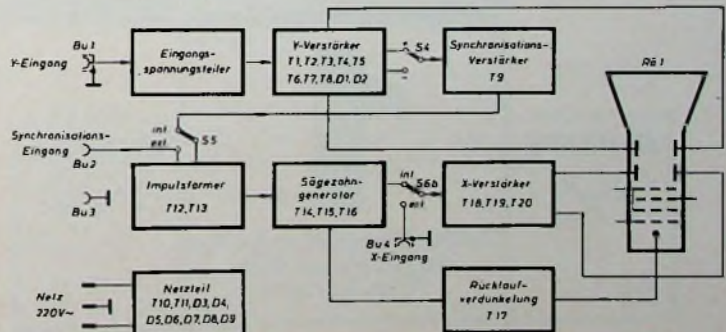 Bu 1
Y-Eingang
Eingangs-
spannungsteiler
Y-Verstärker
T1, T2, T3, T4, T5
T6, T7, T8, D1, D2
+
-
S4
Synchronisations-
Verstärker
T9
Rö 1
Synchronisations-
Eingang
Bu 2
int
ext
S5
Bu 3
Impulsformer
T12, T13
Sägezahn-
generator
T14, T15, T16
int
ext
S6b
Bu 4
X-Eingang
X-Verstärker
T18, T19, T20
Netz
220V~
Netzteil
T10, T11, D3, D4,
D5, D6, D7, D8, D9
Rücklauf-
verdunkelung
T17